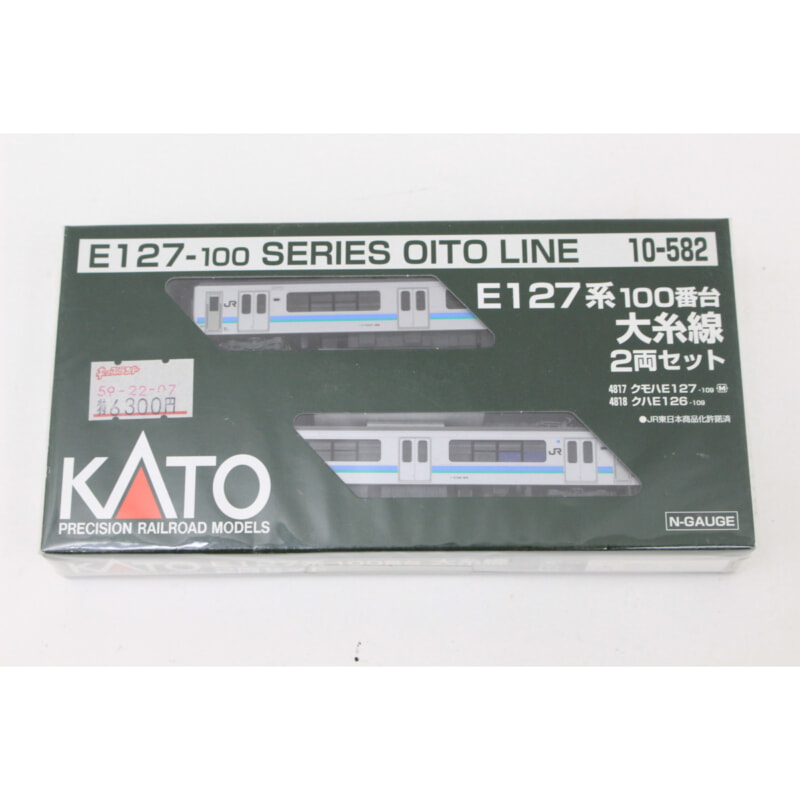 E127-100 SERIES OITO LINE 10-582
JR
E127系100番台
大糸線
2両セット
4817 クモハE127-109 M
4818 クハE126-109
●JR東日本商品化許諾済
59-22-07
6300円
JR
KATO
PRECISION RAILROAD MODELS
N-GAUGE